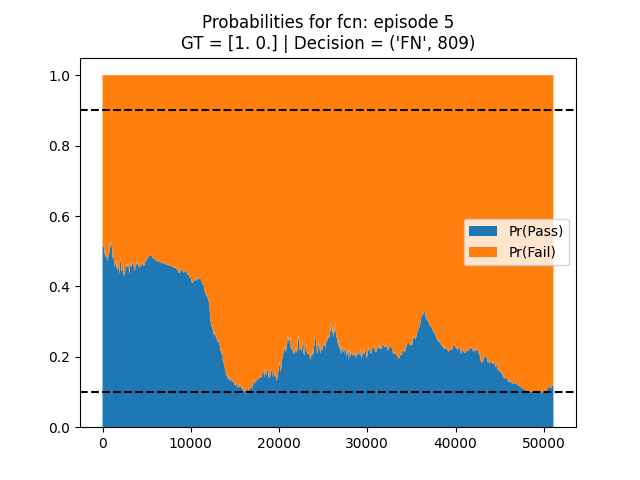 Probabilities for fcn: episode 5
GT = [1. 0.] | Decision = ('FN', 809)
1.0
0.8
0.6
0.4
0.2
0.0
Pr(Pass)
Pr(Fail)
0 10000 20000 30000 40000 50000